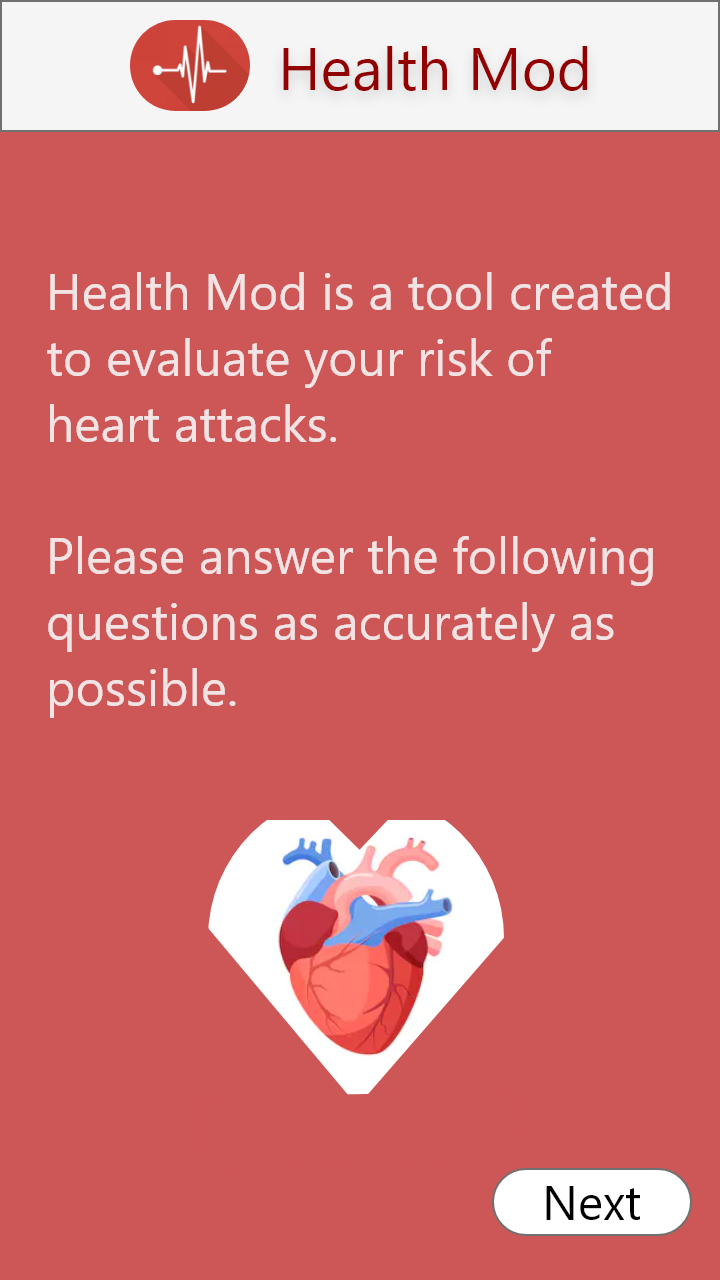 Health Mod
Health Mod is a tool created
to evaluate your risk of
heart attacks.
Please answer the following
questions as accurately as
possible.
Next